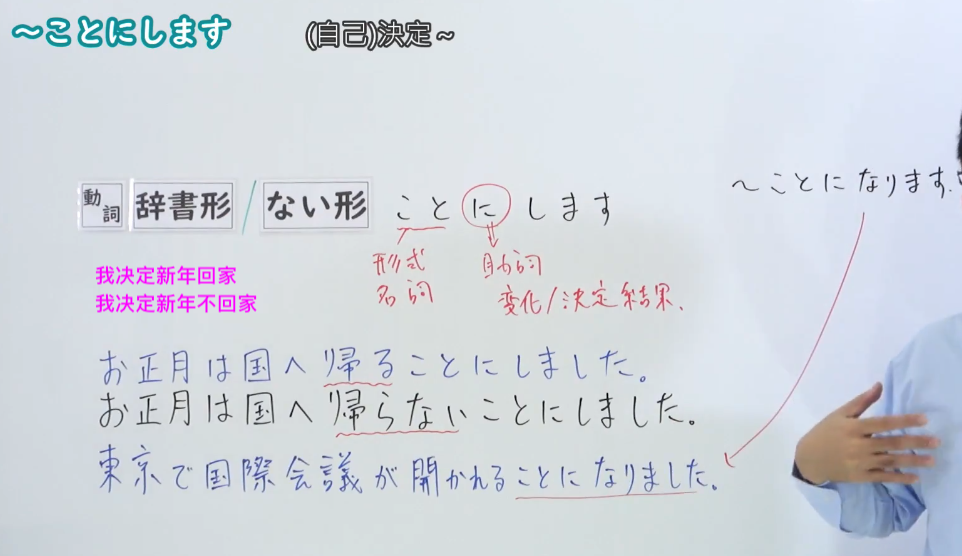 ~ことにします
(自己)決定~
動詞 辞書形 / ない形 ことにします
~ことになります。
形式名詞
助詞
変化/決定結果、
我决定新年回家
我决定新年不回家
お正月は国へ帰ることにしました。
お正月は国へ帰らないことにしました。
東京で国際会議が開かれることになりました。